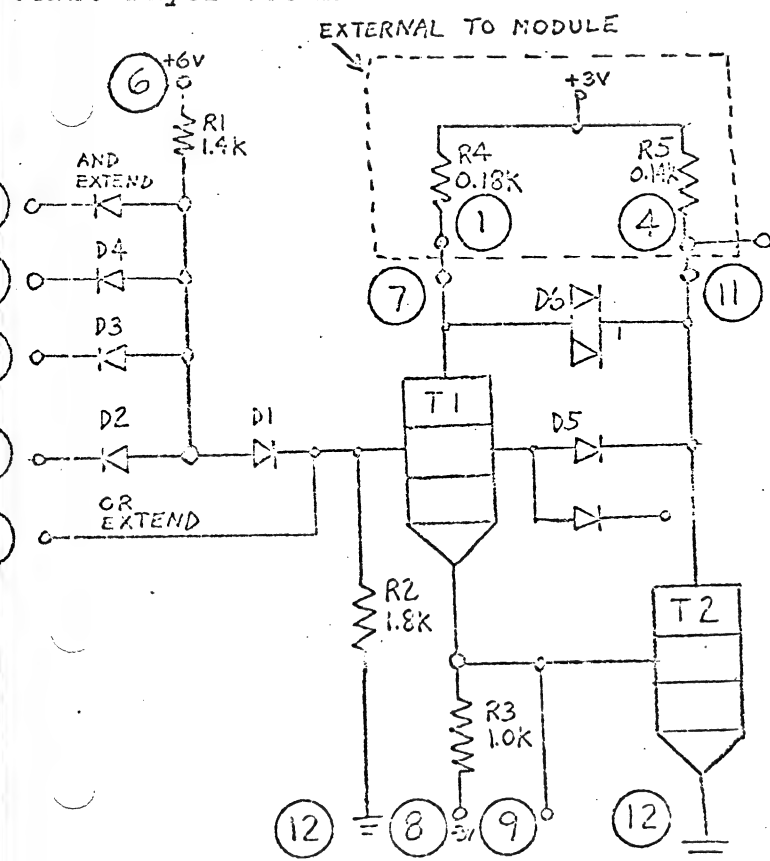 EXTERNAL TO MODULE
+6V
6
+3V
R1
1.4K
R4
0.18K
R5
AND
EXTEND
1
4
D4
7
D6
11
D3
T1
D2
D1
D5
OR
EXTEND
R2
1.8K
T2
R3
1.0K
12
8
9
12